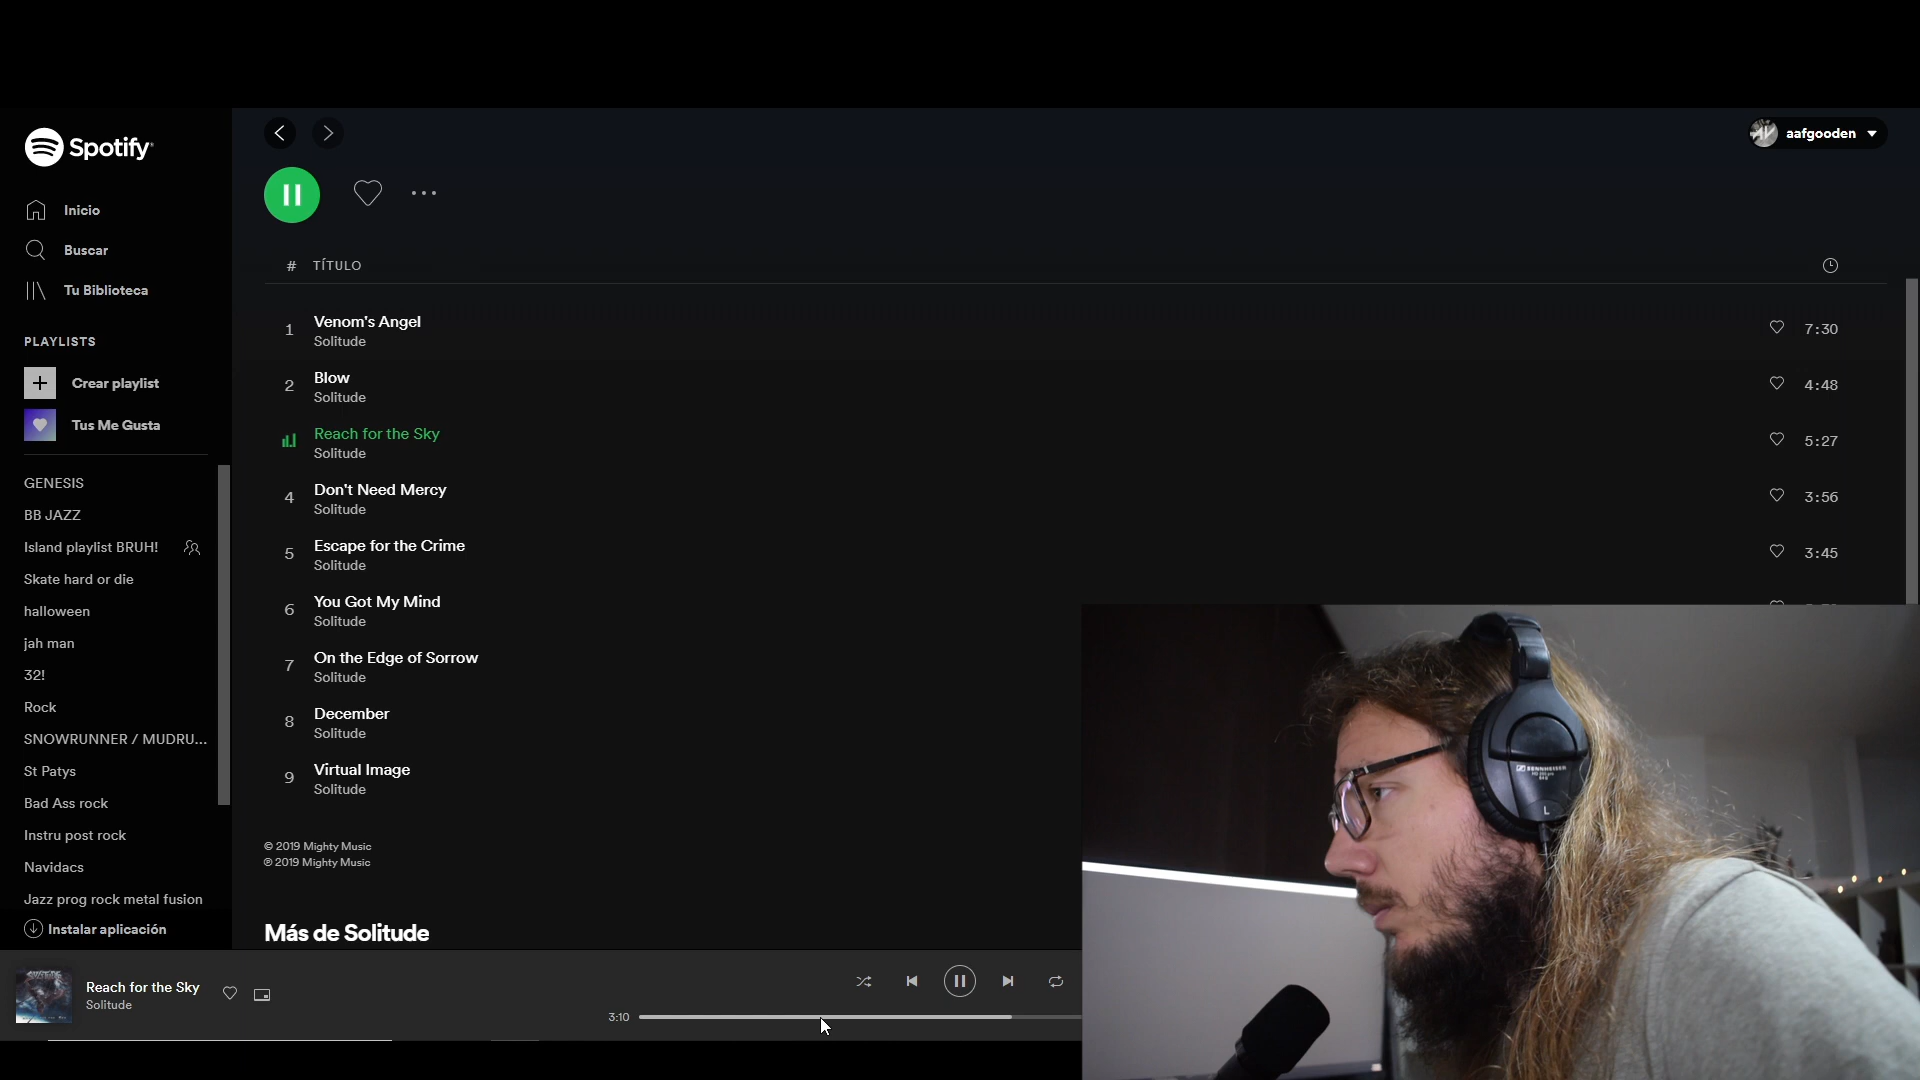 Spotify
aafgooden
Inicio
Buscar
Tu Biblioteca
PLAYLISTS
Crear playlist
Tus Me Gusta
GENESIS
BB JAZZ
Island playlist BRUH!
Skate hard or die
halloween
jah man
32!
Rock
SNOWRUNNER / MUDRU...
St Patys
Bad Ass rock
Instru post rock
Navidacs
Jazz prog rock metal fusion
Instalar aplicación
# TÍTULO
1 Venom's Angel 7:30
Solitude
2 Blow 4:48
Solitude
Reach for the Sky 5:27
Solitude
4 Don't Need Mercy 3:56
Solitude
5 Escape for the Crime 3:45
Solitude
6 You Got My Mind
Solitude
7 On the Edge of Sorrow
Solitude
8 December
Solitude
9 Virtual Image
Solitude
© 2019 Mighty Music
℗ 2019 Mighty Music
Más de Solitude
Reach for the Sky
Solitude
3:10
SENNHEISER
L